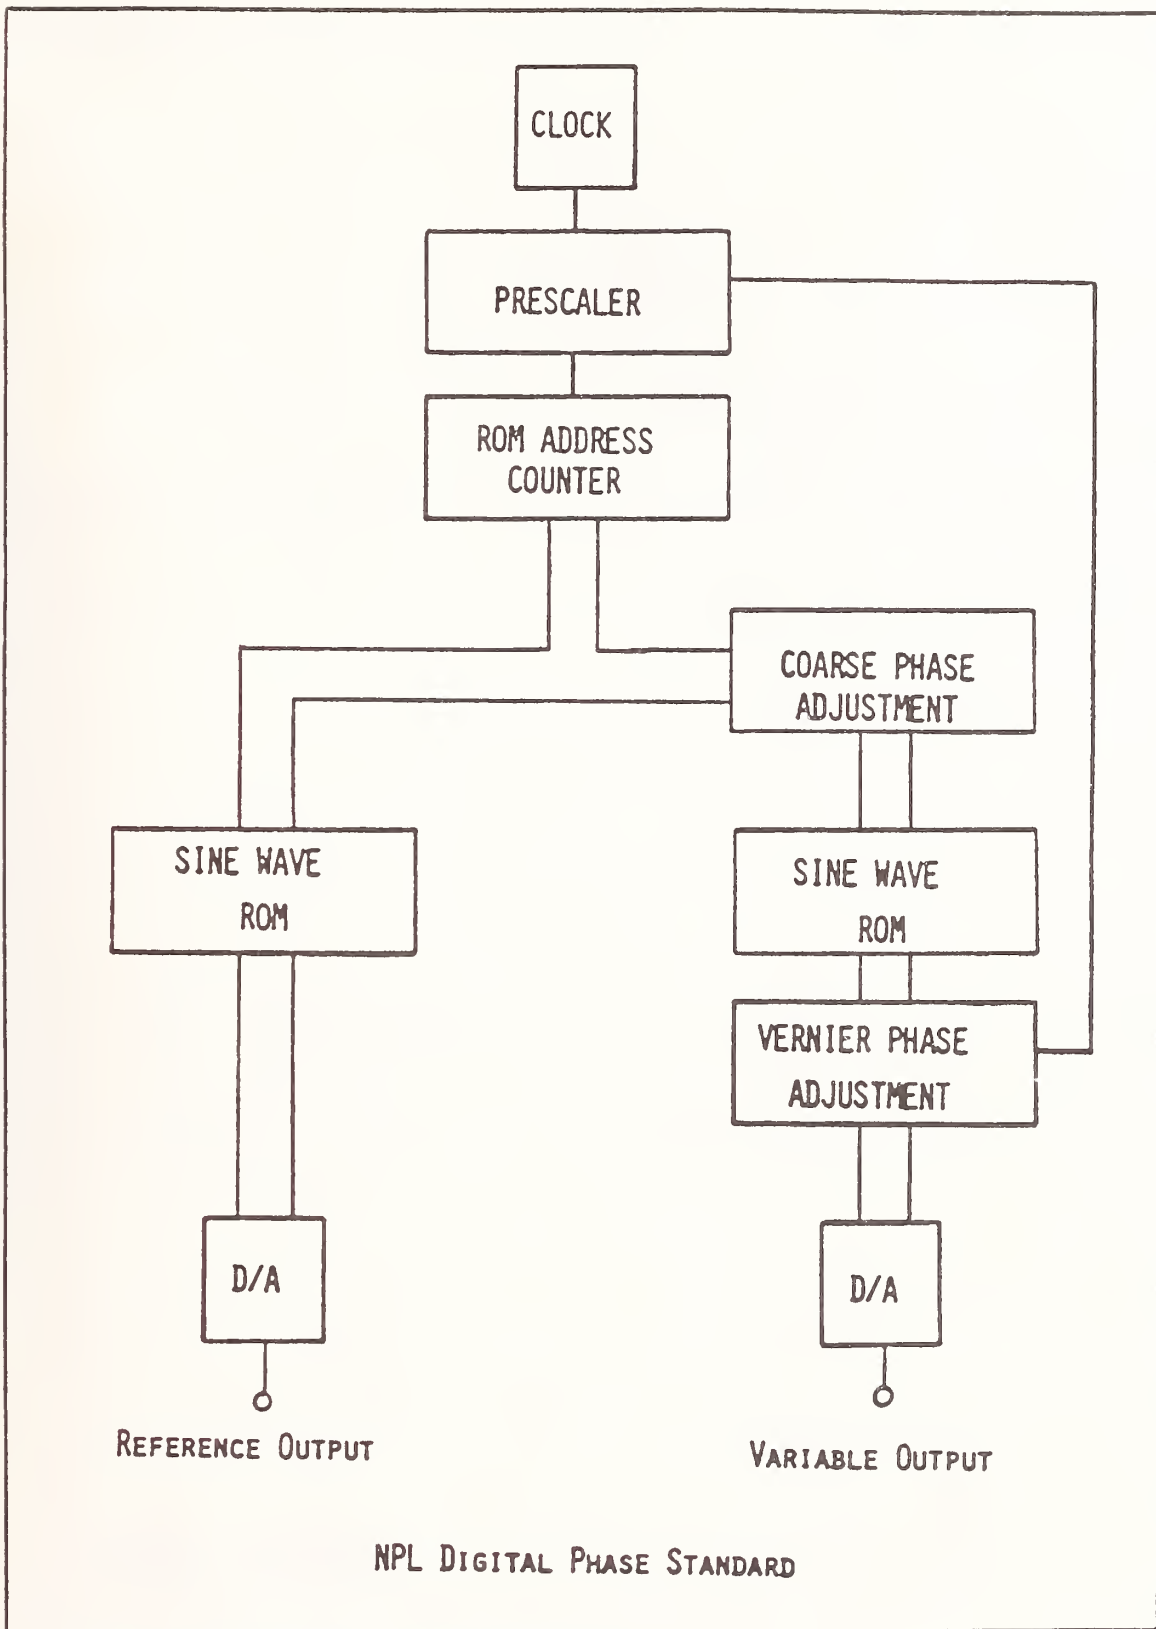 CLOCK
PRESCALER
ROM ADDRESS
COUNTER
COARSE PHASE
ADJUSTMENT
SINE WAVE
ROM
SINE WAVE
ROM
VERNIER PHASE
ADJUSTMENT
D/A
D/A
REFERENCE OUTPUT
VARIABLE OUTPUT
NPL DIGITAL PHASE STANDARD